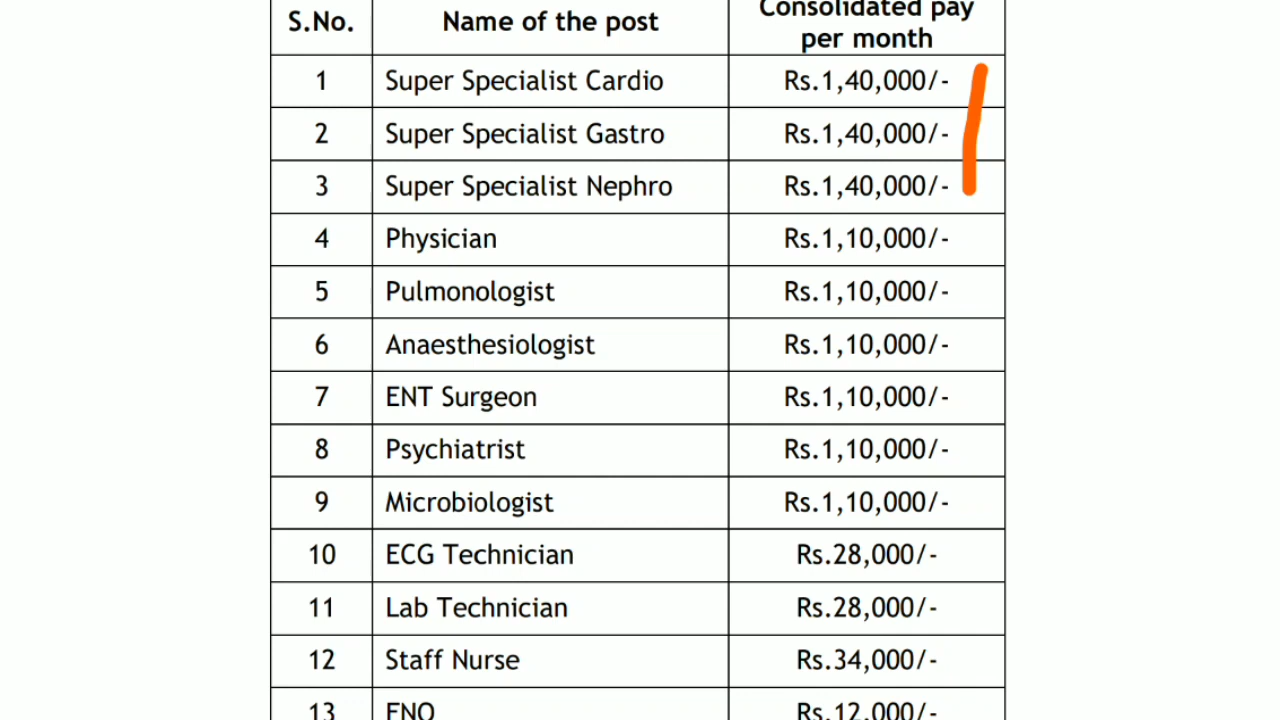 S.No. Name of the post Consolidated pay per month
1 Super Specialist Cardio Rs.1,40,000/-
2 Super Specialist Gastro Rs.1,40,000/-
3 Super Specialist Nephro Rs.1,40,000/-
4 Physician Rs.1,10,000/-
5 Pulmonologist Rs.1,10,000/-
6 Anaesthesiologist Rs.1,10,000/-
7 ENT Surgeon Rs.1,10,000/-
8 Psychiatrist Rs.1,10,000/-
9 Microbiologist Rs.1,10,000/-
10 ECG Technician Rs.28,000/-
11 Lab Technician Rs.28,000/-
12 Staff Nurse Rs.34,000/-
13 FNO Rs.12,000/-